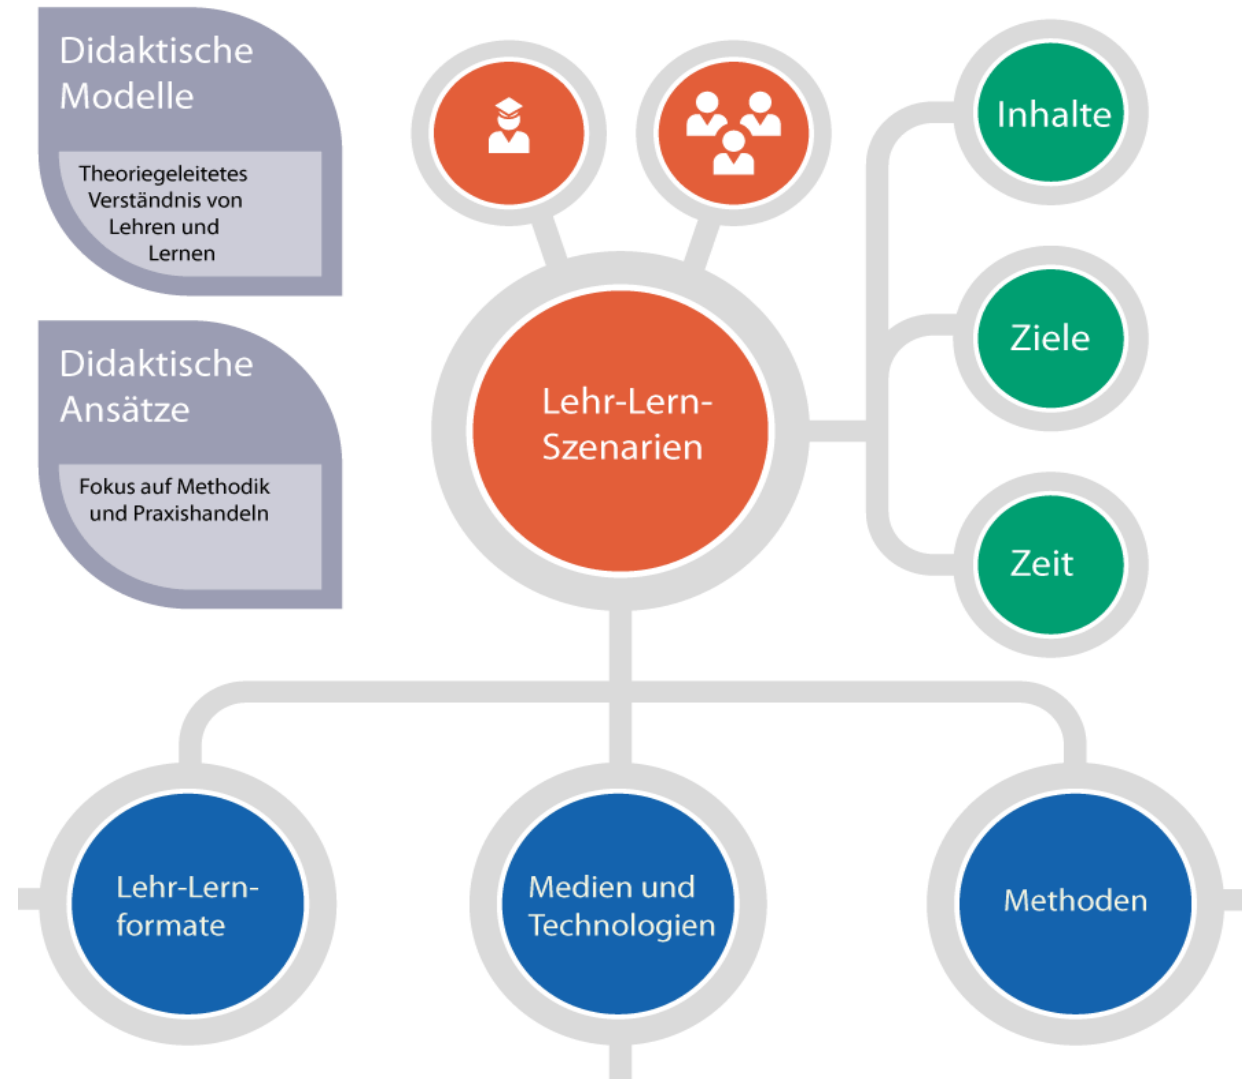 Didaktische
Modelle
Theoriegeleitetes
Verständnis von
Lehren und
Lernen
Didaktische
Ansätze
Fokus auf Methodik
und Praxishandeln
Lehr-Lern-
Szenarien
Inhalte
Ziele
Zeit
Lehr-Lern-
formate
Medien und
Technologien
Methoden